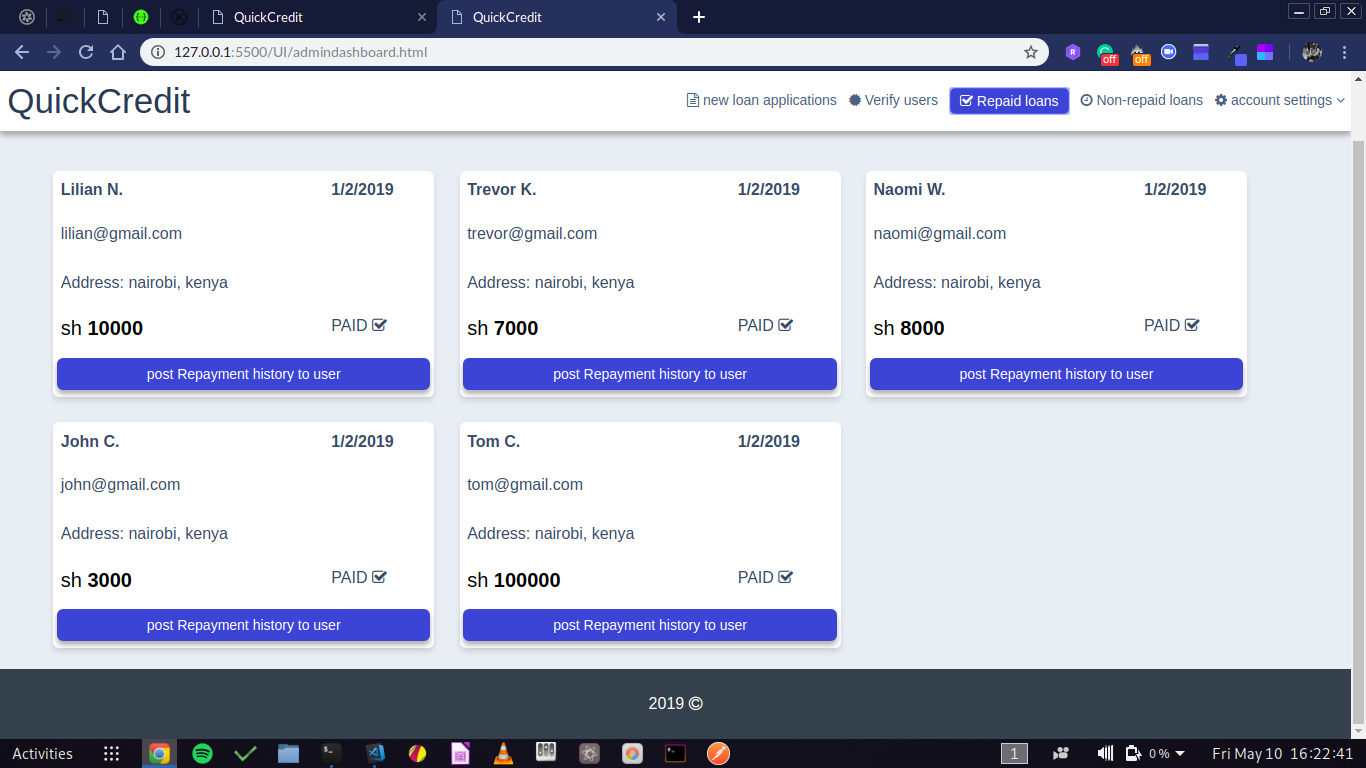 QuickCredit
QuickCredit
127.0.0.1:5500/UI/admindashboard.html
off
off
QuickCredit
new loan applications
Verify users
Repaid loans
Non-repaid loans
account settings
Lilian N. 1/2/2019
lilian@gmail.com
Address: nairobi, kenya
sh 10000 PAID
post Repayment history to user
Trevor K. 1/2/2019
trevor@gmail.com
Address: nairobi, kenya
sh 7000 PAID
post Repayment history to user
Naomi W. 1/2/2019
naomi@gmail.com
Address: nairobi, kenya
sh 8000 PAID
post Repayment history to user
John C. 1/2/2019
john@gmail.com
Address: nairobi, kenya
sh 3000 PAID
post Repayment history to user
Tom C. 1/2/2019
tom@gmail.com
Address: nairobi, kenya
sh 100000 PAID
post Repayment history to user
2019 ©
Activities
1
0 %
Fri May 10 16:22:41